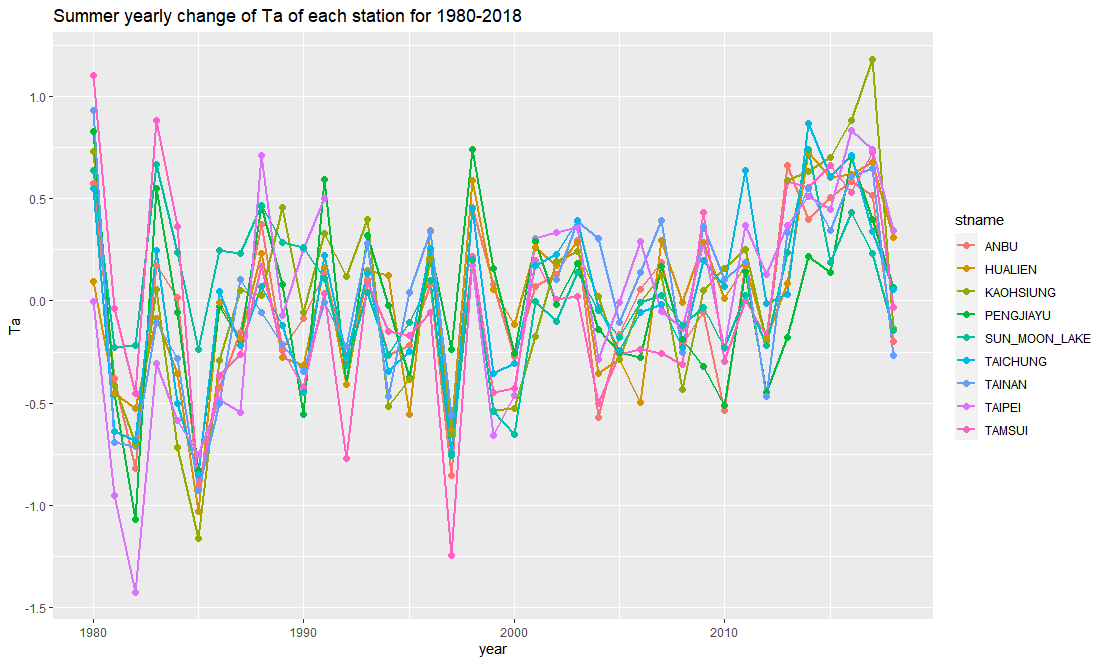 Summer yearly change of Ta of each station for 1980-2018
Ta
1.0
0.5
0.0
-0.5
-1.0
-1.5
1980
1990
2000
2010
year
stname
ANBU
HUALIEN
KAOHSIUNG
PENGJIAYU
SUN_MOON_LAKE
TAICHUNG
TAINAN
TAIPEI
TAMSUI